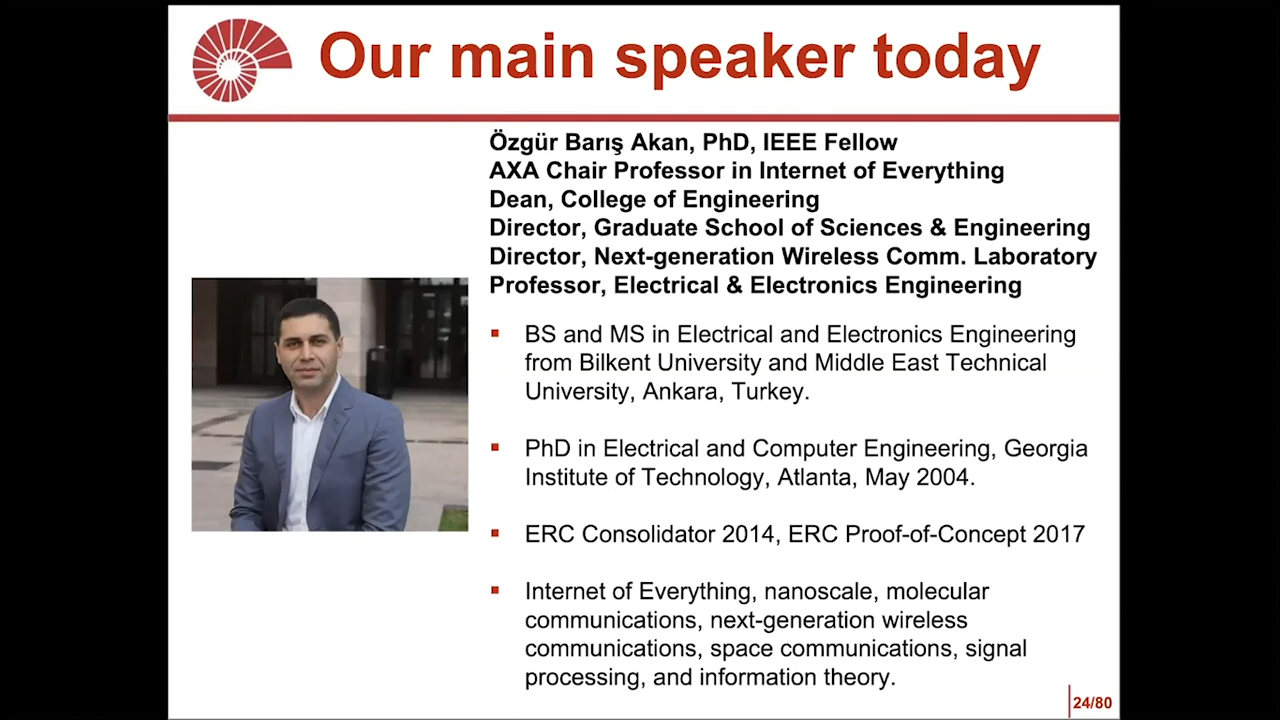 Our main speaker today
Özgür Barış Akan, PhD, IEEE Fellow
AXA Chair Professor in Internet of Everything
Dean, College of Engineering
Director, Graduate School of Sciences & Engineering
Director, Next-generation Wireless Comm. Laboratory
Professor, Electrical & Electronics Engineering
▪ BS and MS in Electrical and Electronics Engineering
from Bilkent University and Middle East Technical
University, Ankara, Turkey.
▪ PhD in Electrical and Computer Engineering, Georgia
Institute of Technology, Atlanta, May 2004.
▪ ERC Consolidator 2014, ERC Proof-of-Concept 2017
▪ Internet of Everything, nanoscale, molecular
communications, next-generation wireless
communications, space communications, signal
processing, and information theory.
24/80